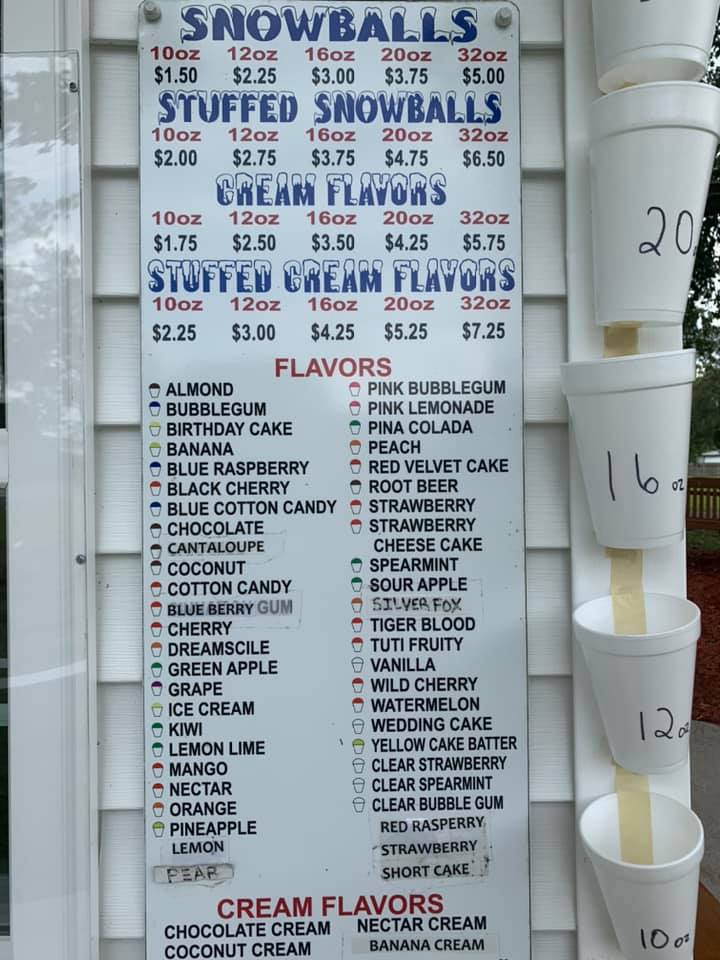 SNOWBALLS
10oz 12oz 16oz 20oz 32oz
$1.50 $2.25 $3.00 $3.75 $5.00
STUFFED SNOWBALLS
10oz 12oz 16oz 20oz 32oz
$2.00 $2.75 $3.75 $4.75 $6.50
CREAM FLAVORS
10oz 12oz 16oz 20oz 32oz
$1.75 $2.50 $3.50 $4.25 $5.75
STUFFED CREAM FLAVORS
10oz 12oz 16oz 20oz 32oz
$2.25 $3.00 $4.25 $5.25 $7.25
FLAVORS
ALMOND
BUBBLEGUM
BIRTHDAY CAKE
BANANA
BLUE RASPBERRY
BLACK CHERRY
BLUE COTTON CANDY
CHOCOLATE
CANTALOUPE
COCONUT
COTTON CANDY
BLUE BERRY GUM
CHERRY
DREAMSCILE
GREEN APPLE
GRAPE
ICE CREAM
KIWI
LEMON LIME
MANGO
NECTAR
ORANGE
PINEAPPLE
LEMON
PEAR
PINK BUBBLEGUM
PINK LEMONADE
PINA COLADA
PEACH
RED VELVET CAKE
ROOT BEER
STRAWBERRY
STRAWBERRY
CHEESE CAKE
SPEARMINT
SOUR APPLE
SILVER FOX
TIGER BLOOD
TUTI FRUITY
VANILLA
WILD CHERRY
WATERMELON
WEDDING CAKE
YELLOW CAKE BATTER
CLEAR STRAWBERRY
CLEAR SPEARMINT
CLEAR BUBBLE GUM
RED RASPERRY
STRAWBERRY
SHORT CAKE
CREAM FLAVORS
CHOCOLATE CREAM
COCONUT CREAM
NECTAR CREAM
BANANA CREAM
20
16 oz
12 oz
10 oz